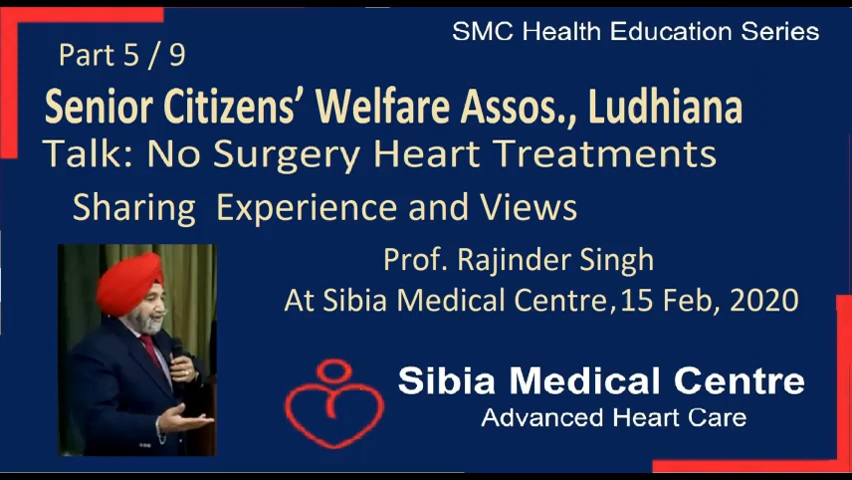 SMC Health Education Series
Part 5 / 9
Senior Citizens' Welfare Assos., Ludhiana
Talk: No Surgery Heart Treatments
Sharing Experience and Views
Prof. Rajinder Singh
At Sibia Medical Centre, 15 Feb, 2020
Sibia Medical Centre
Advanced Heart Care